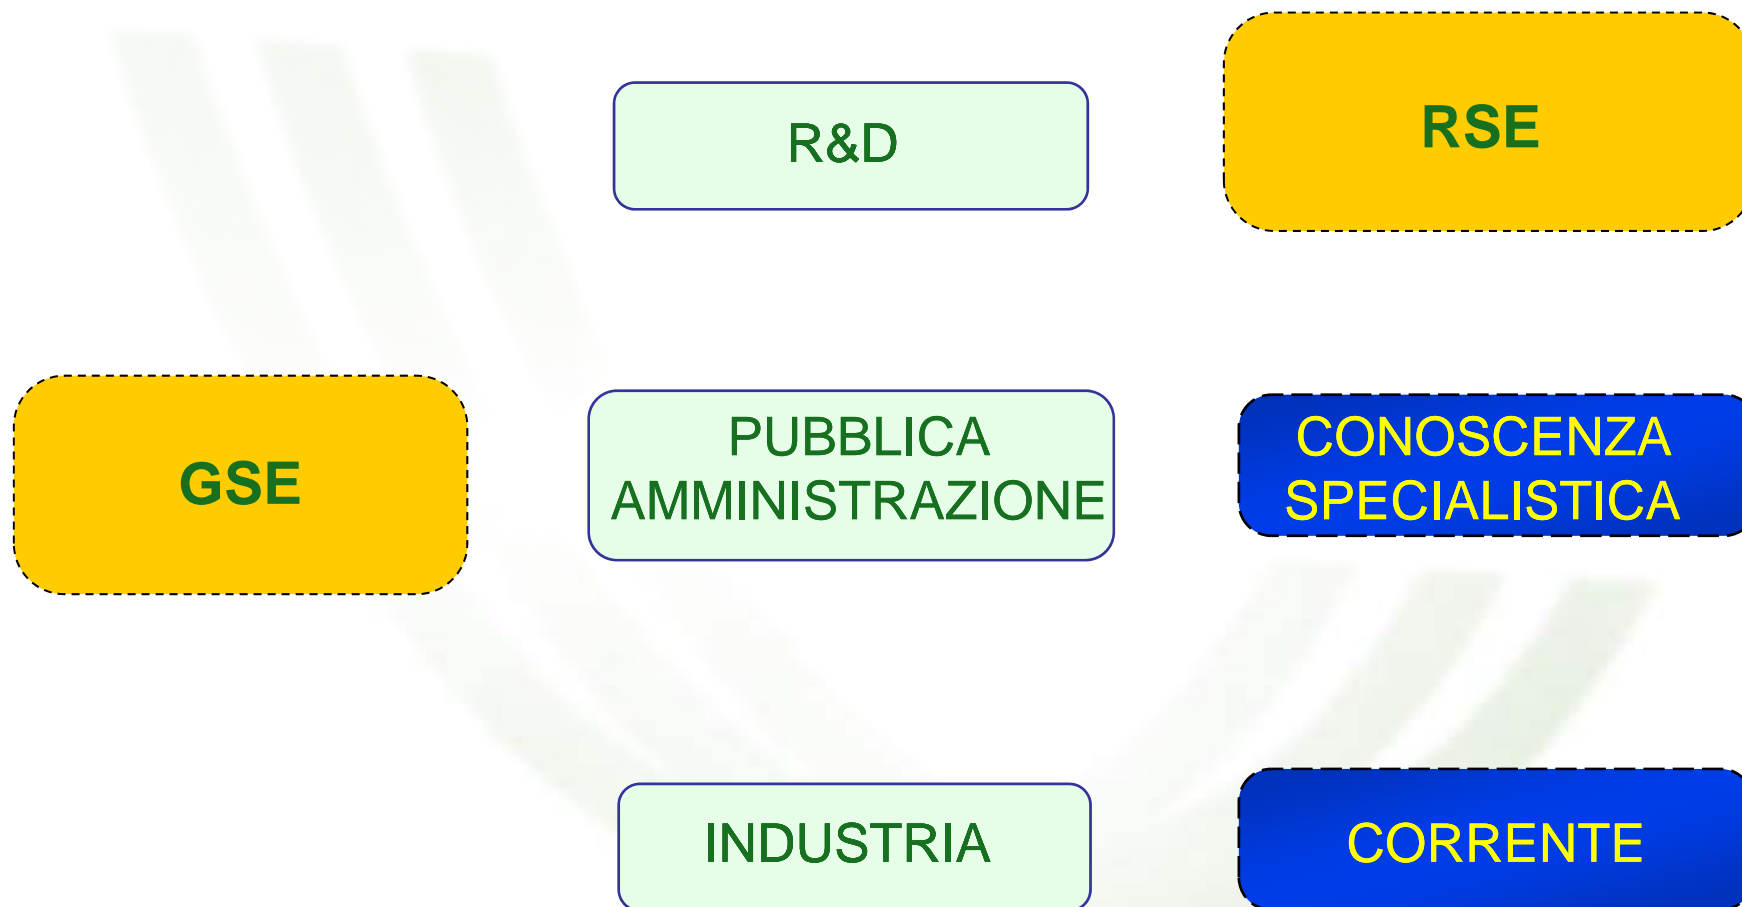 R&D
RSE
GSE
PUBBLICA
AMMINISTRAZIONE
CONOSCENZA
SPECIALISTICA
INDUSTRIA
CORRENTE